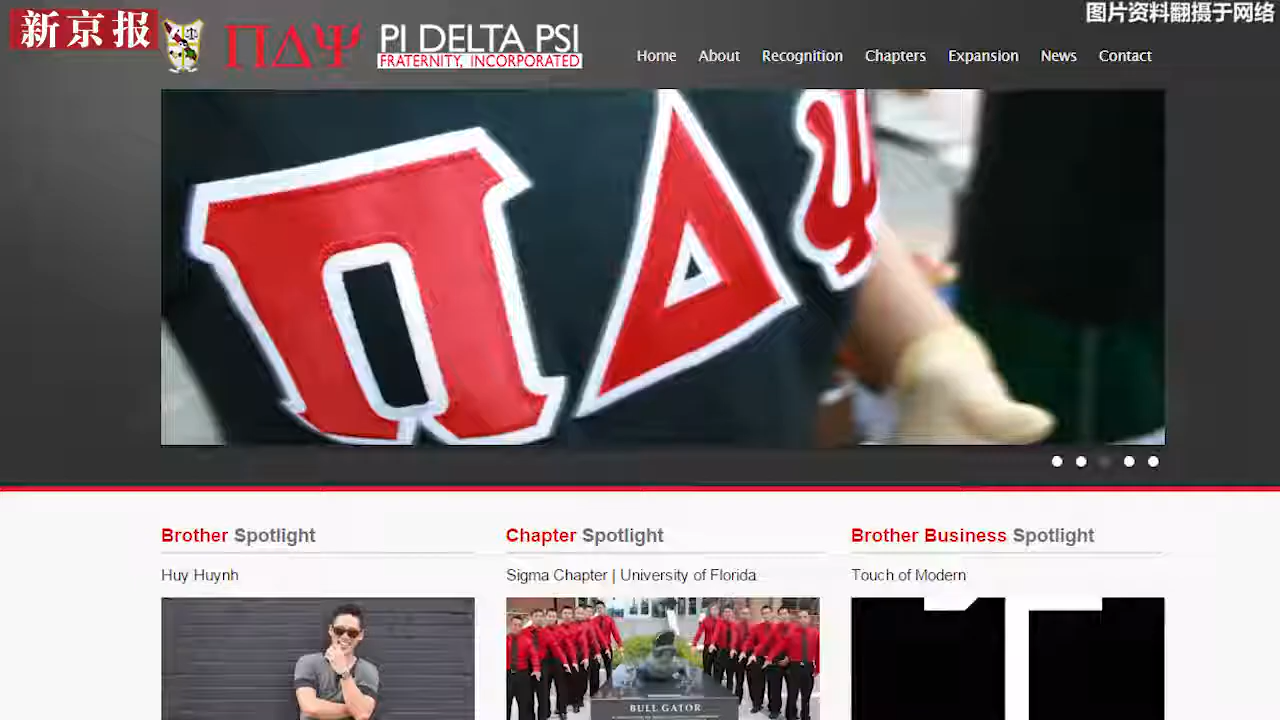 新京报
图片资料翻摄于网络
ΠΔΨ
PI DELTA PSI
FRATERNITY, INCORPORATED
Home About Recognition Chapters Expansion News Contact
ΠΔΨ
Brother Spotlight
Huy Huynh
Chapter Spotlight
Sigma Chapter | University of Florida
BULL GATOR
Brother Business Spotlight
Touch of Modern